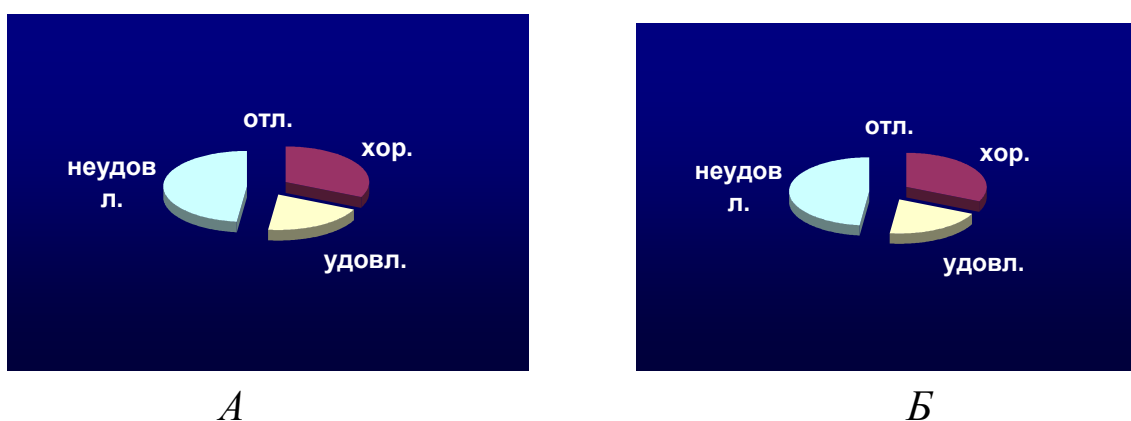 отл.
хор.
неудов
л.
удовл.
А
отл.
хор.
неудов
л.
удовл.
Б